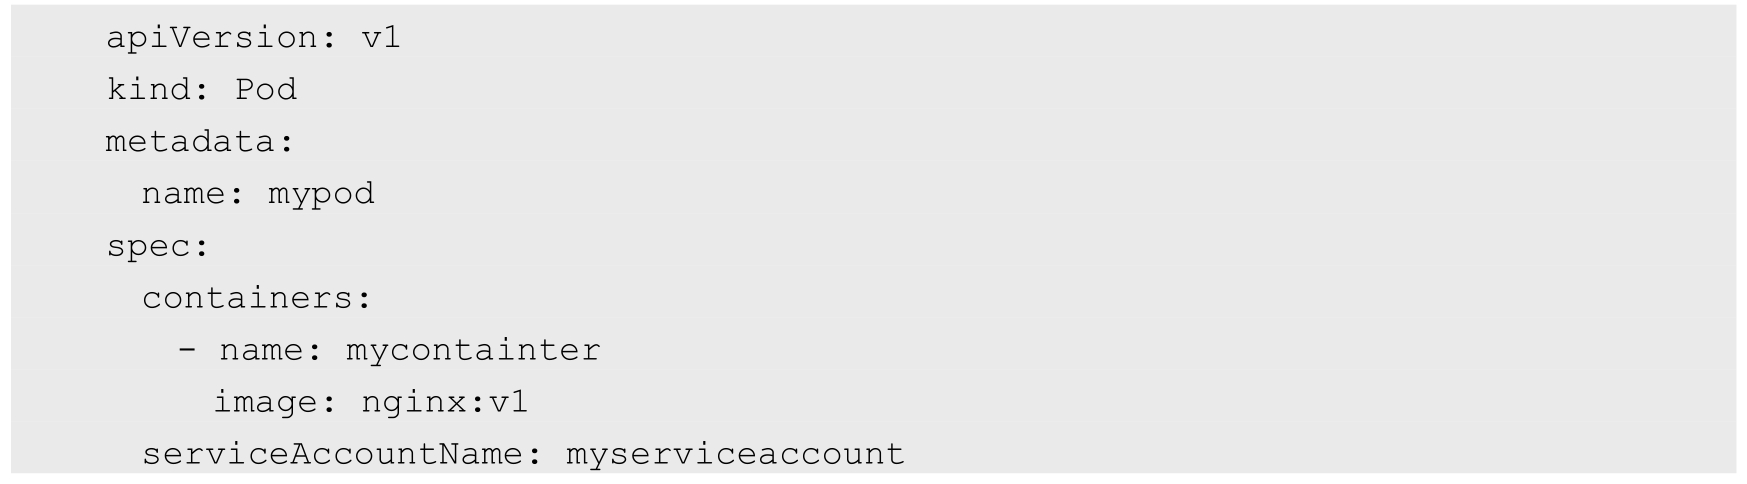 apiVersion: v1
kind: Pod
metadata:
  name: mypod
spec:
  containers:
    - name: mycontainter
      image: nginx:v1
  serviceAccountName: myserviceaccount